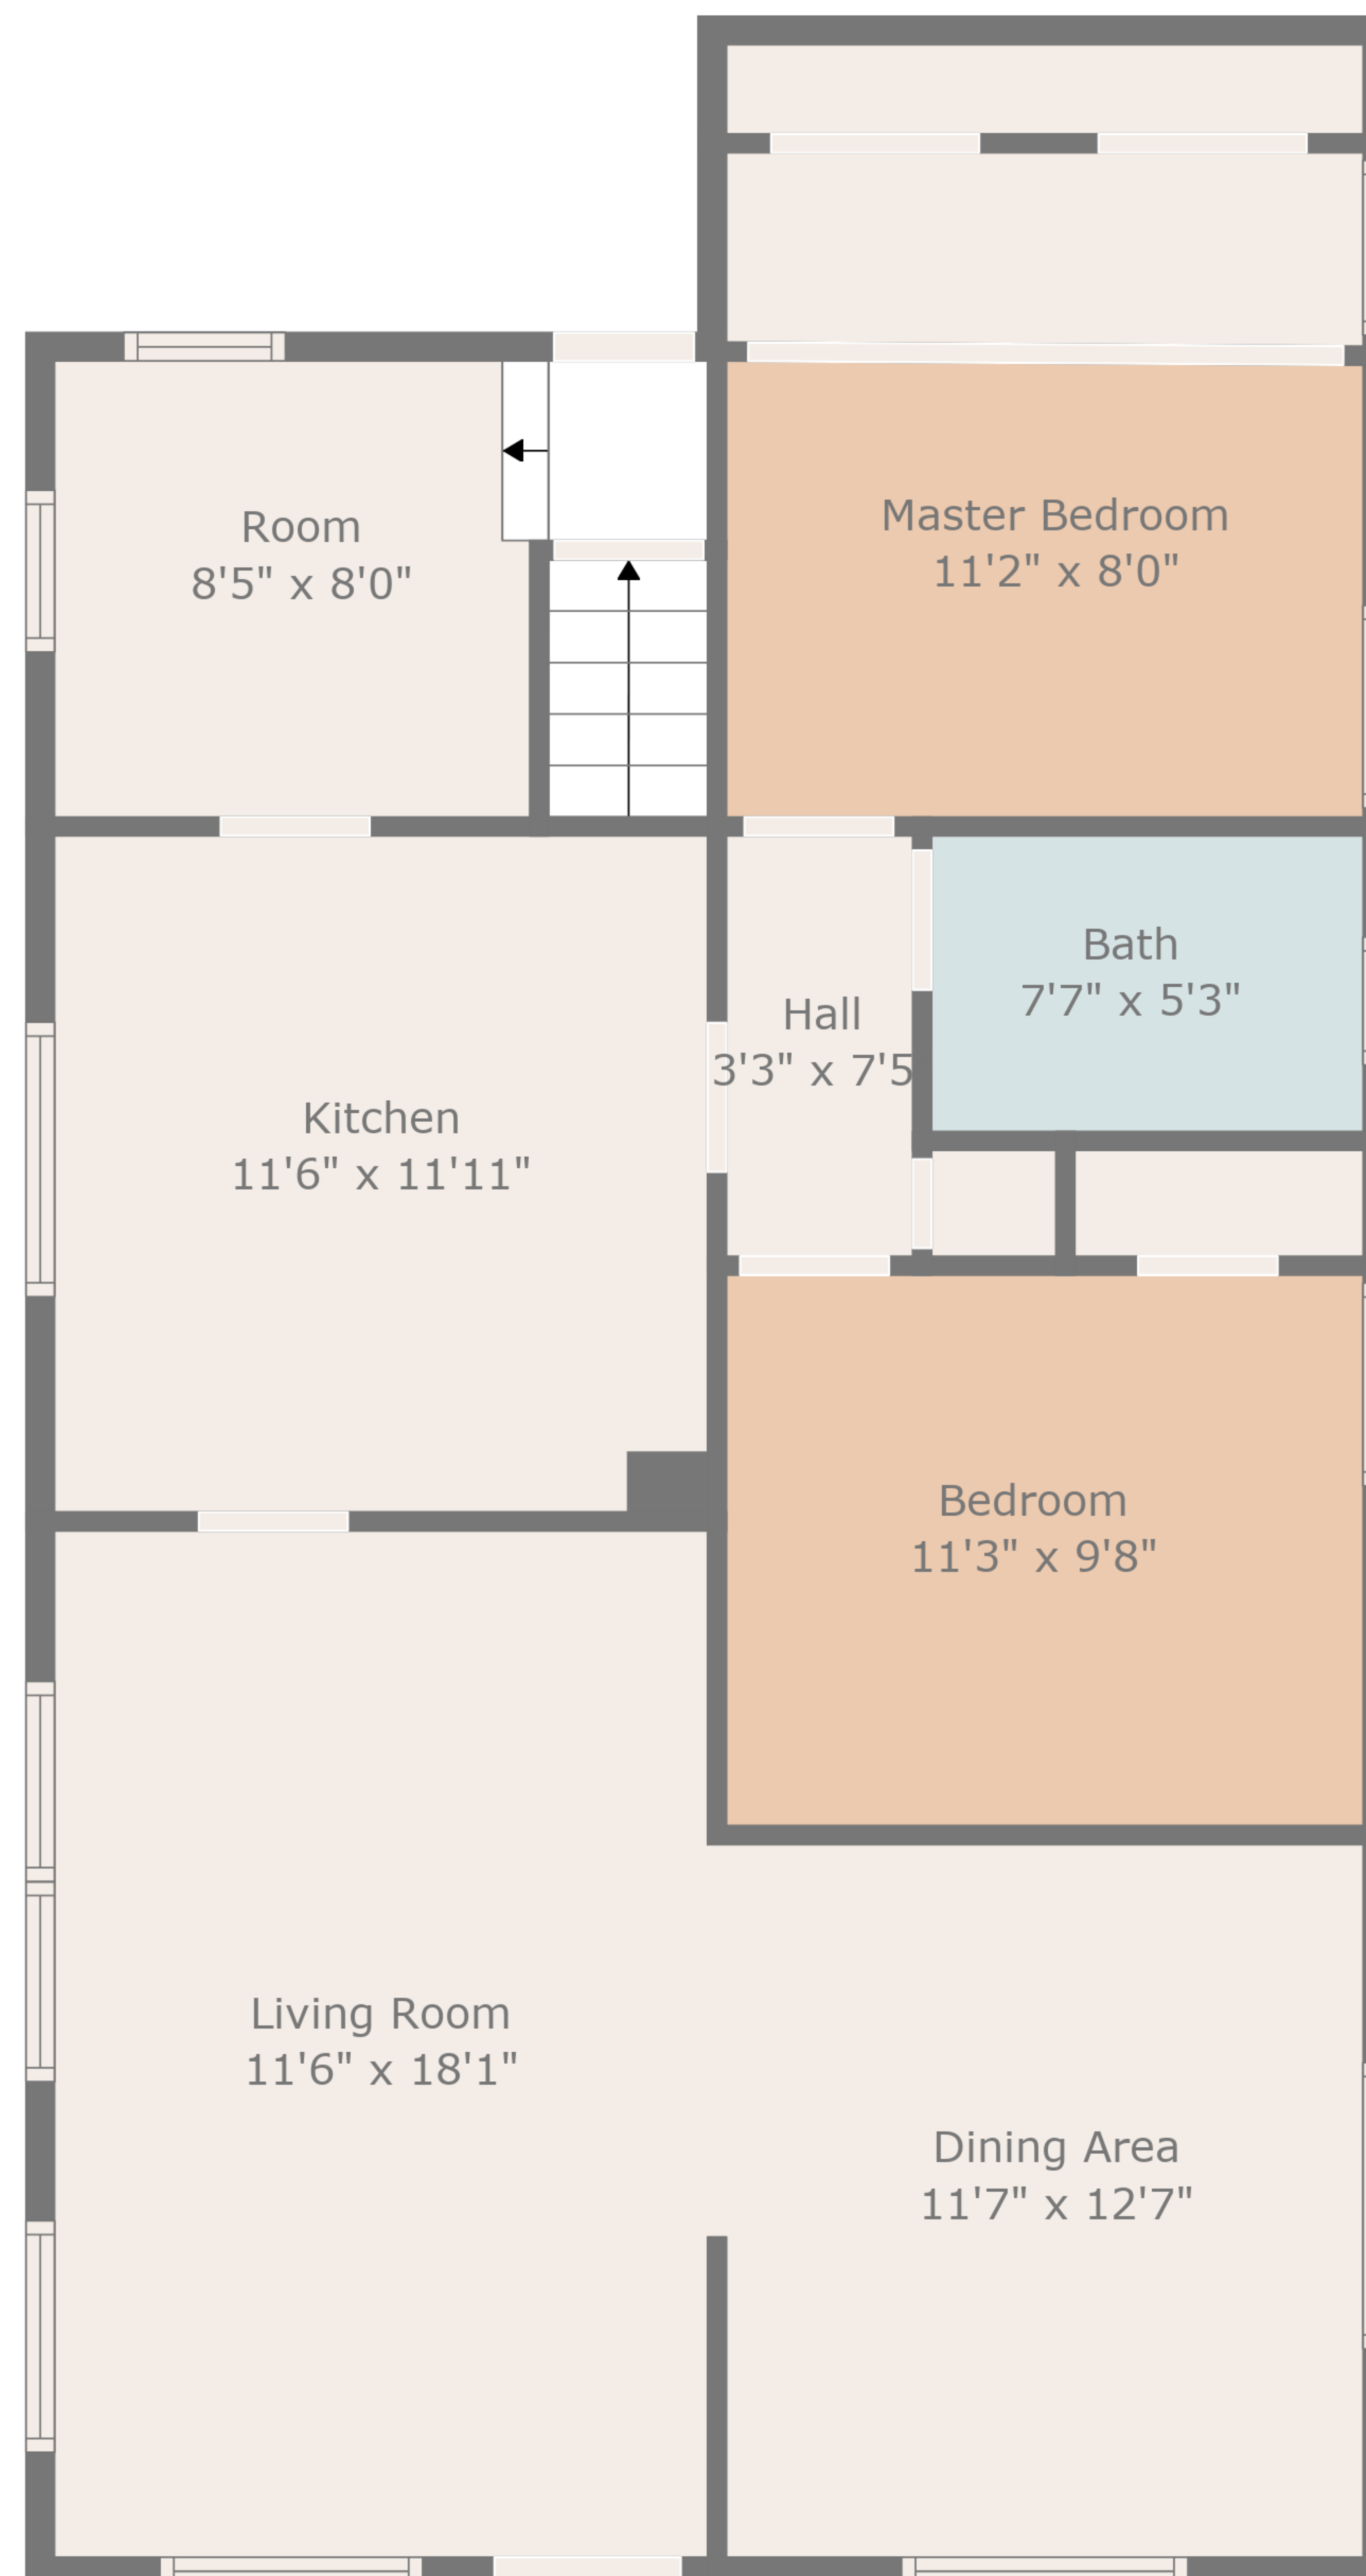 Master Bedroom
11'2" x 8'0"
Room
8'5" x 8'0"
Bath
7'7" x 5'3"
Hall
3'3" x 7'5
Kitchen
11'6" x 11'11"
Bedroom
11'3" x 9'8"
Living Room
11'6" x 18'1"
Dining Area
11'7" x 12'7"